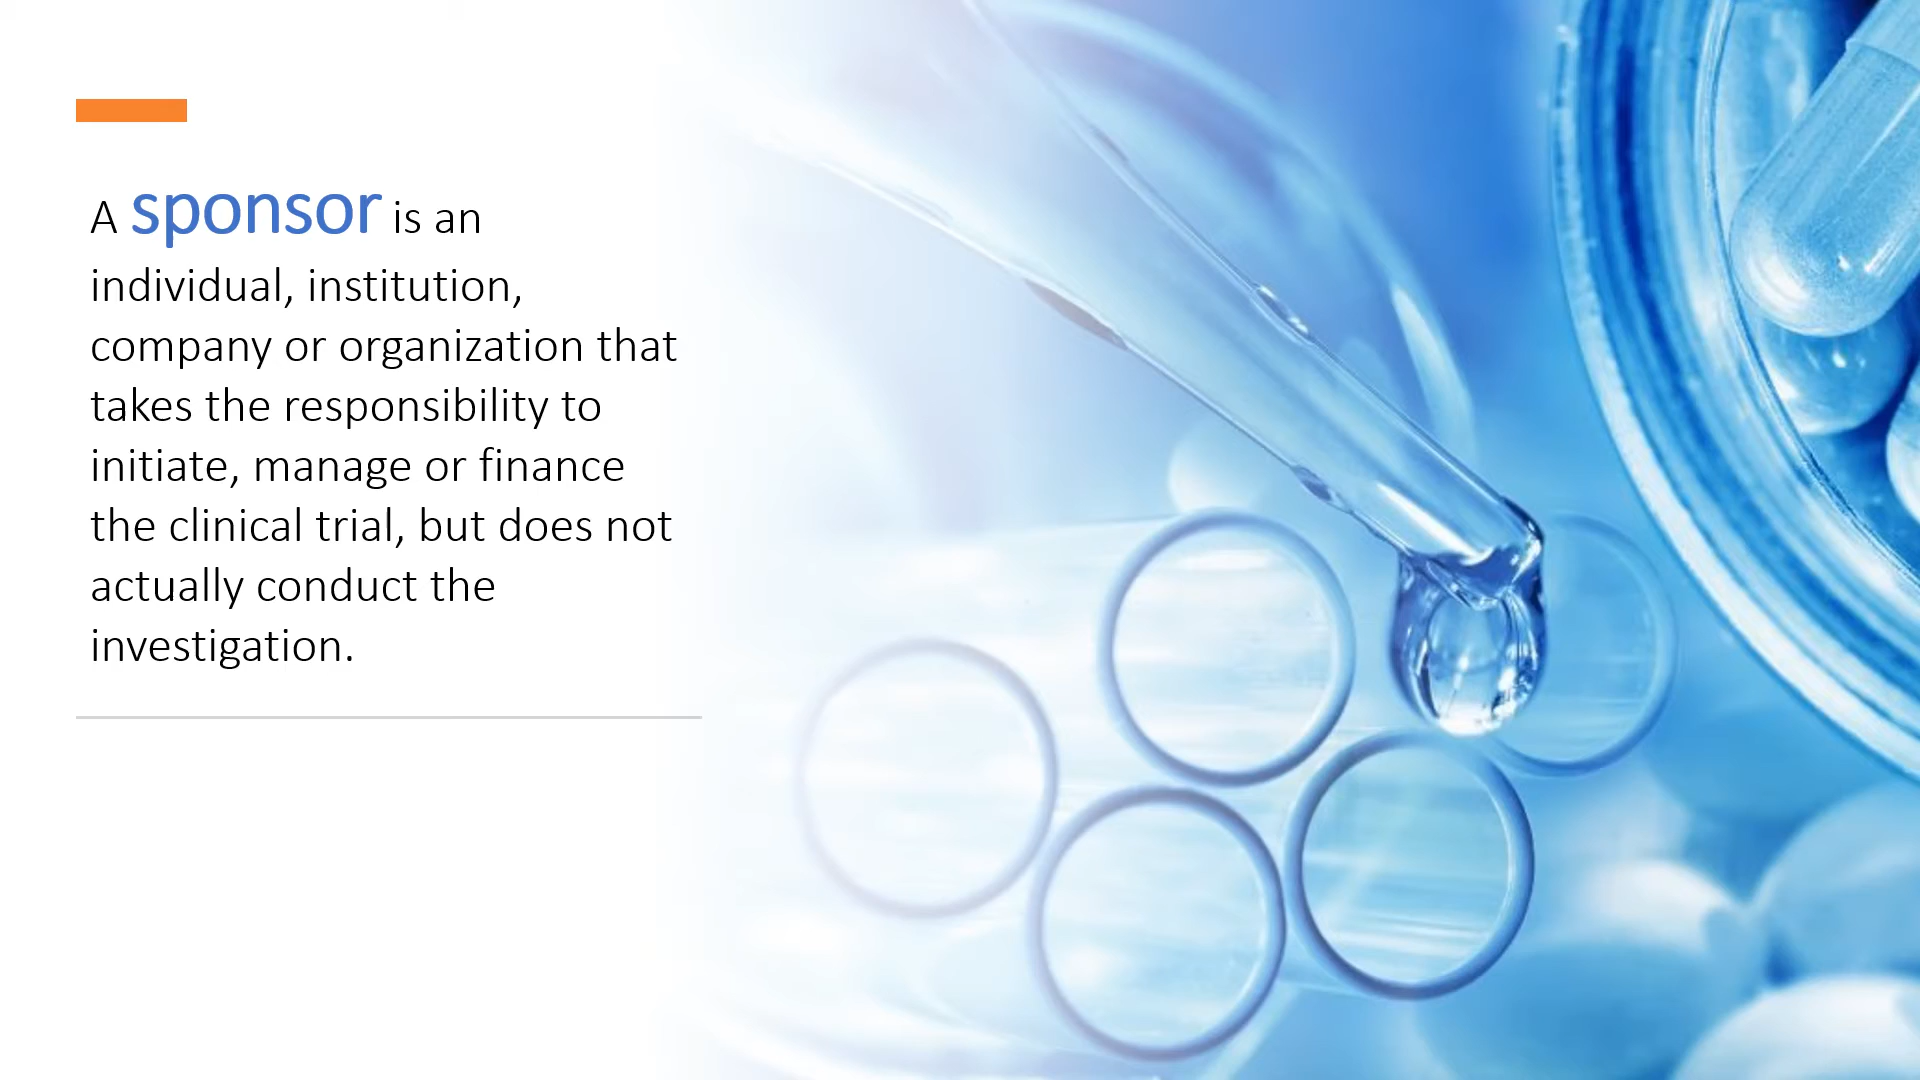 A sponsor is an
individual, institution,
company or organization that
takes the responsibility to
initiate, manage or finance
the clinical trial, but does not
actually conduct the
investigation.